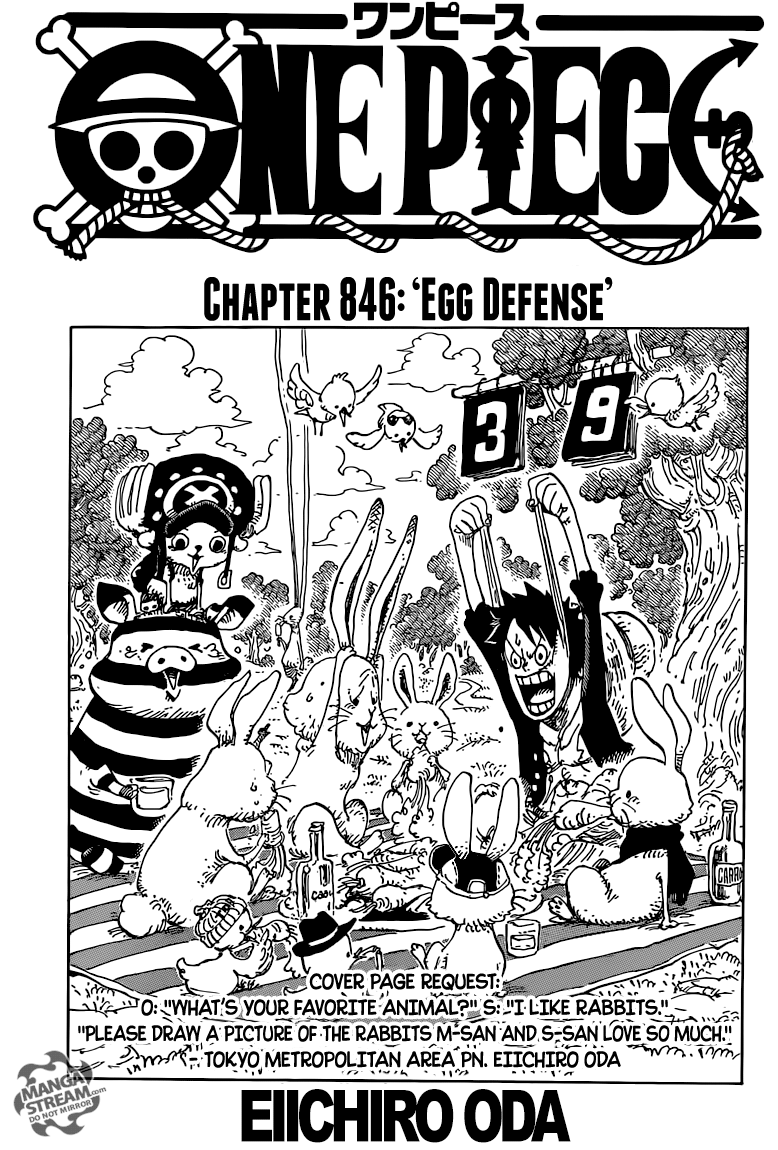 ワンピース
ONE PIECE
CHAPTER 846: 'EGG DEFENSE'
3 9
COVER PAGE REQUEST:
O: "WHAT'S YOUR FAVORITE ANIMAL?" S: "I LIKE RABBITS."
"PLEASE DRAW A PICTURE OF THE RABBITS M-SAN AND S-SAN LOVE SO MUCH."
- TOKYO METROPOLITAN AREA PN. EIICHIRO ODA
MANGA
STREAM.com
DO NOT MIRROR
EIICHIRO ODA